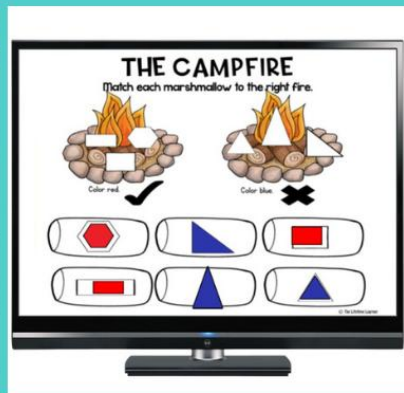 THE CAMPFIRE
Match each marshmallow to the right fire.
Color red.
Color blue.